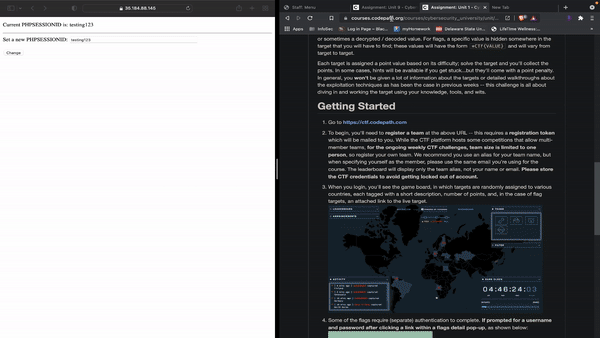 35.184.88.145
Current PHPSESSIONID is: testing123
Set a new PHPSESSIONID:
testing123
Change
Staff: Menu
Assignment: Unit 8 - Cyberse
Assignment: Unit 1 - Cybersec
New Tab
courses.codepath.org/courses/cybersecurity_university/unit/
Apps
InfoSec
Log in Page – Blac...
myHomework
Delaware State Un...
LiNTime Wellness-...
or sometimes a decrypted / decoded value. For flags, a specific value is hidden somewhere in the
target that you will have to find; these values will have the form *CTF{VALUE} and will vary from
target to target.
Each target is assigned a point value based on its difficulty; solve the target and you'll collect the
points. In some cases, hints will be available if you get stuck...but they'll come with a point penalty.
In general, you won't be given a lot of information about the targets or detailed walkthroughs about
the exploitation techniques as has been the case in previous weeks -- this challenge is all about
diving in and working the target using your knowledge, tools, and wits.
Getting Started
1. Go to https://ctf.codepath.com
2. To begin, you'll need to register a team at the above URL -- this requires a registration token
which will be mailed to you. While the CTF platform hosts some competitions that allow multi-
member teams, for the ongoing weekly CTF challenges, team size is limited to one
person, so register your own team. We recommend you use an alias for your team name, but
when specifying yourself as the member, please use the same email you're using for the
course. The leaderboard will display only the team alias, not your name or email. Please store
the CTF credentials to avoid getting locked out of account.
3. When you login, you'll see the game board, in which targets are randomly assigned to various
countries, each tagged with a short description, number of points, and, in the case of flag
targets, an attached link to the live target.
LEADERBOARD
ANNOUNCEMENTS
FILTER
ACTIVITY
GAME CLOCK
04:46:24:03
4. Some of the flags require (separate) authentication to complete. If prompted for a username
and password after clicking a link within a flags detail pop-up, as shown below: